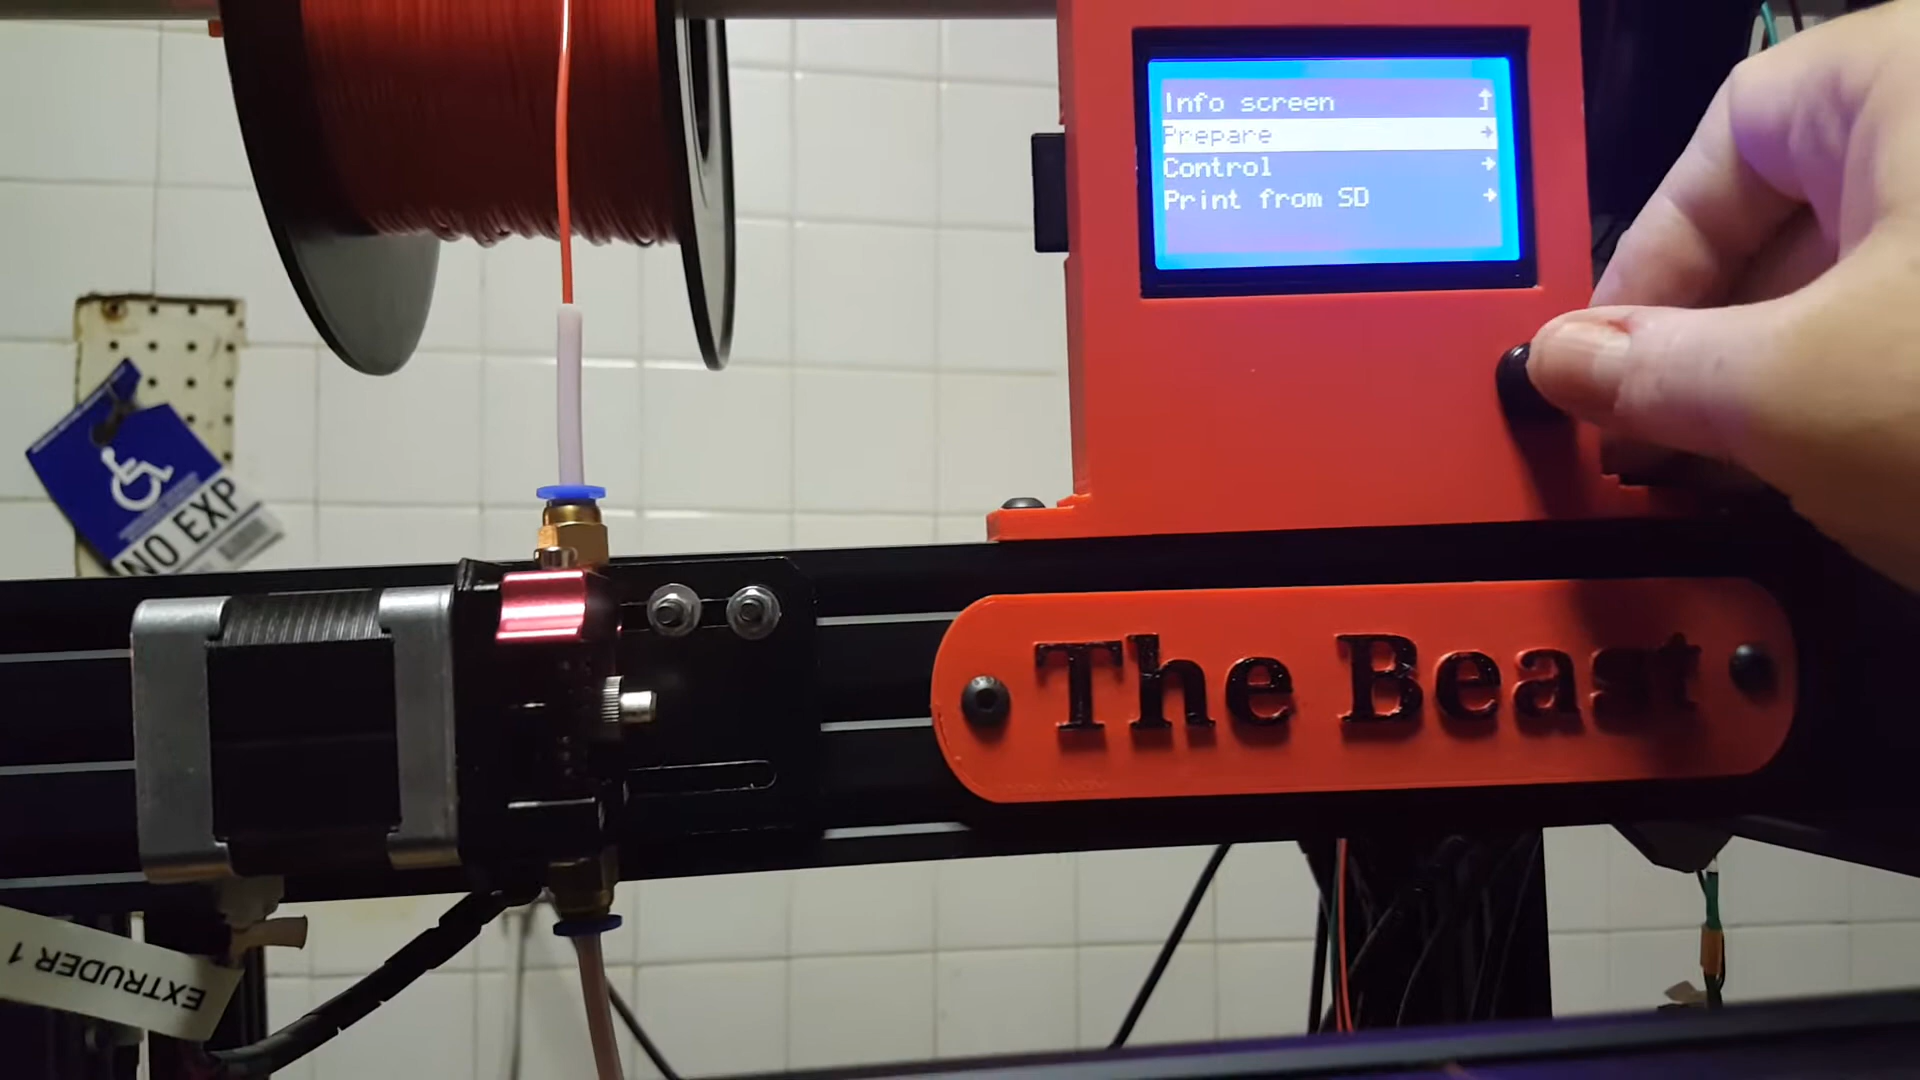 Info screen
Prepare
Control
Print from SD
NO EXP
The Beast
EXTRUDER 1